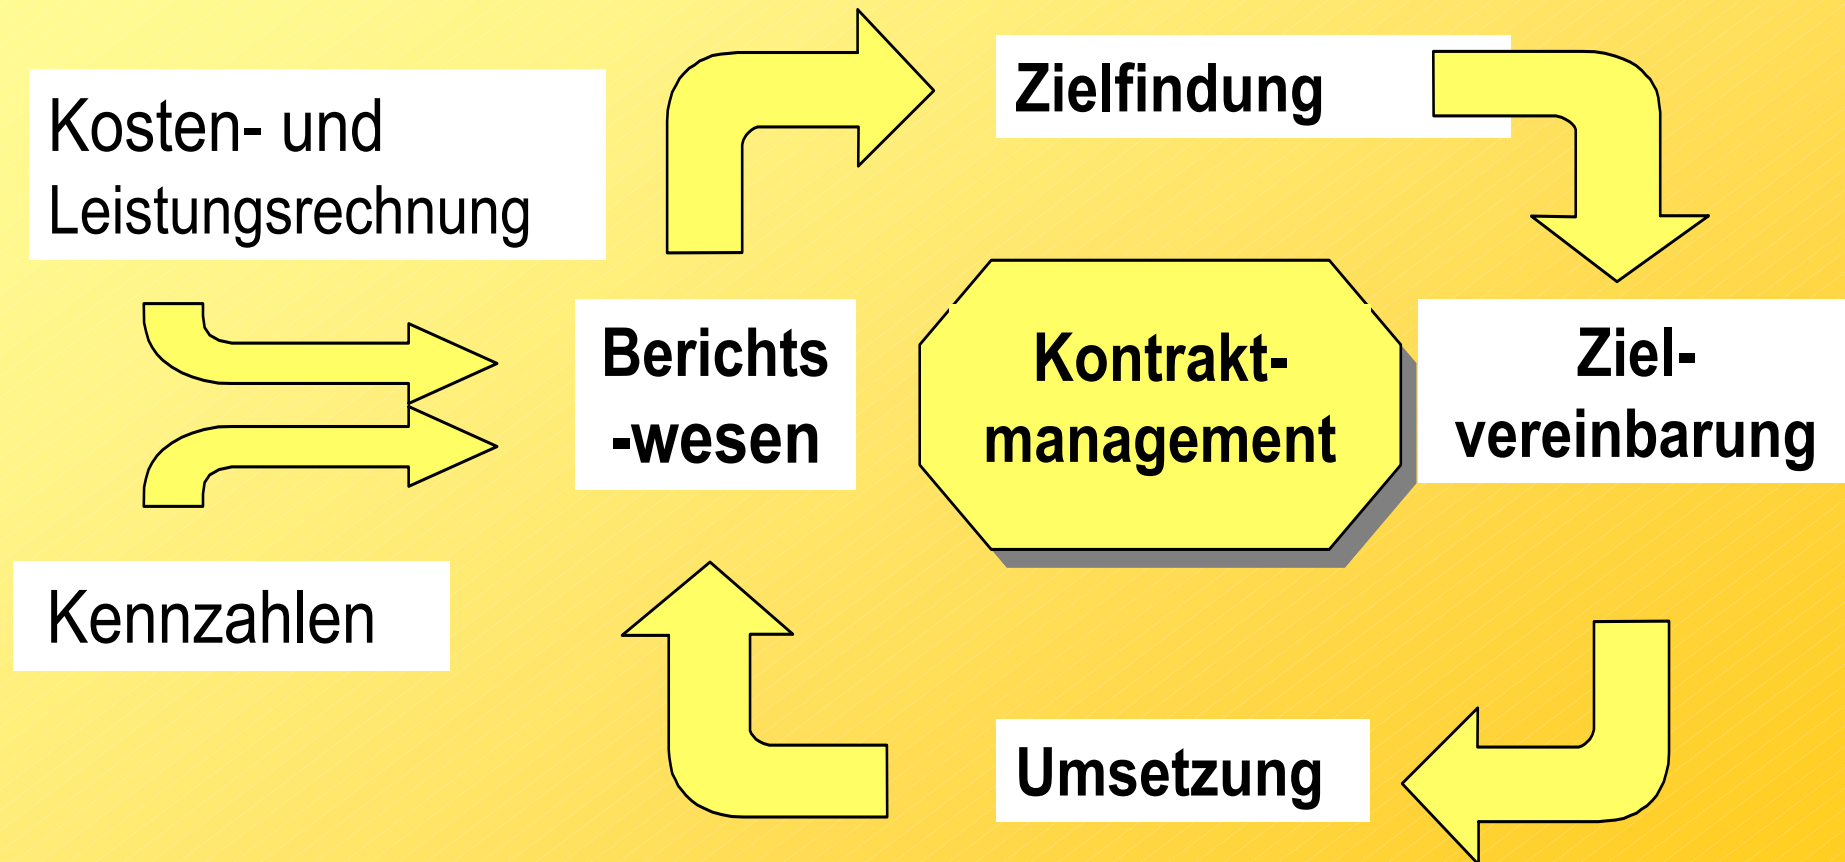 Kosten- und
Leistungsrechnung
Zielfindung
Berichts
-wesen
Kontrakt-
management
Ziel-
vereinbarung
Kennzahlen
Umsetzung